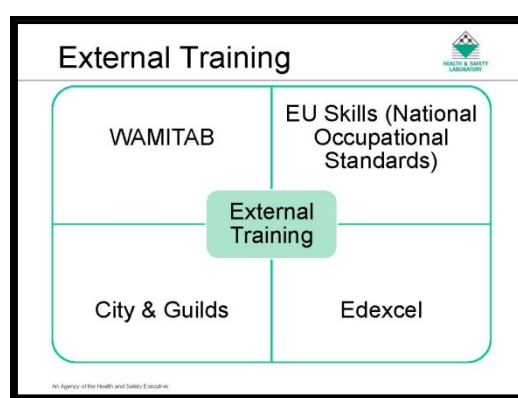 External Training
HEALTH & SAFETY
LABORATORY
WAMITAB
EU Skills (National
Occupational
Standards)
External
Training
City & Guilds
Edexcel
An Agency of the Health and Safety Executive